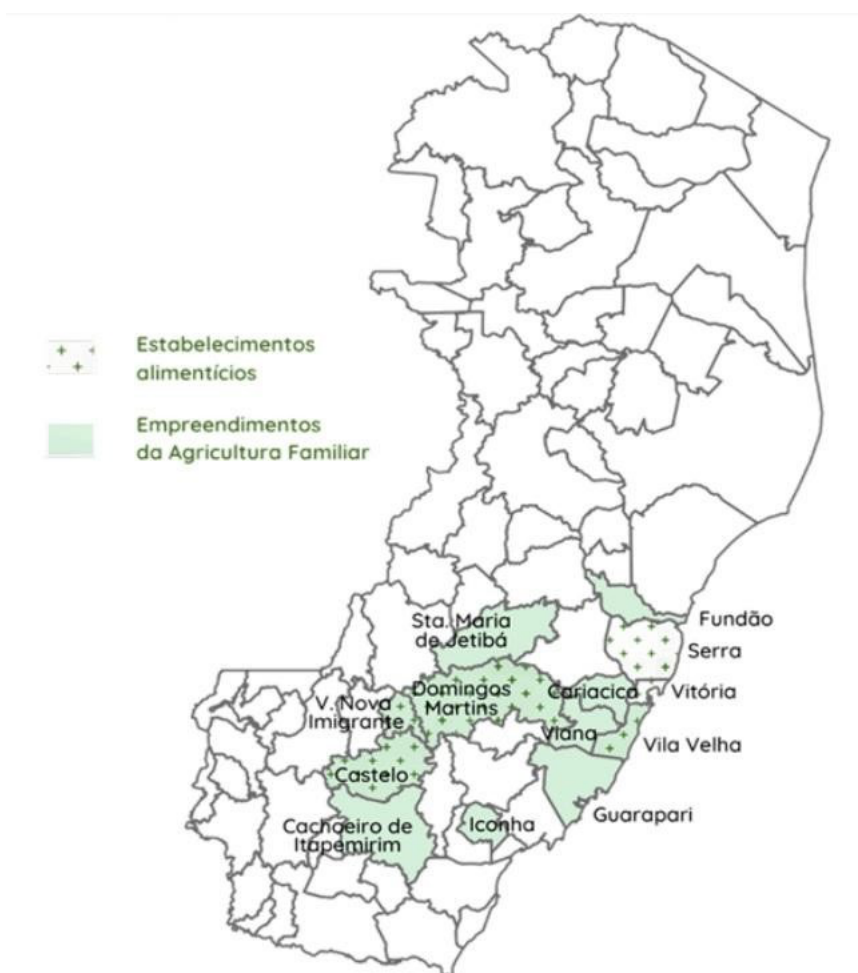 Estabelecimentos
alimentícios
Empreendimentos
da Agricultura Familiar
Fundão
Sta. Maria
de Jetibá
Serra
Domingos
Martins
Cariacica
Vitória
V. Nova
Imigrante
Viana
Vila Velha
Castelo
Guarapari
Cachoeiro de
Itapemirim
Iconha